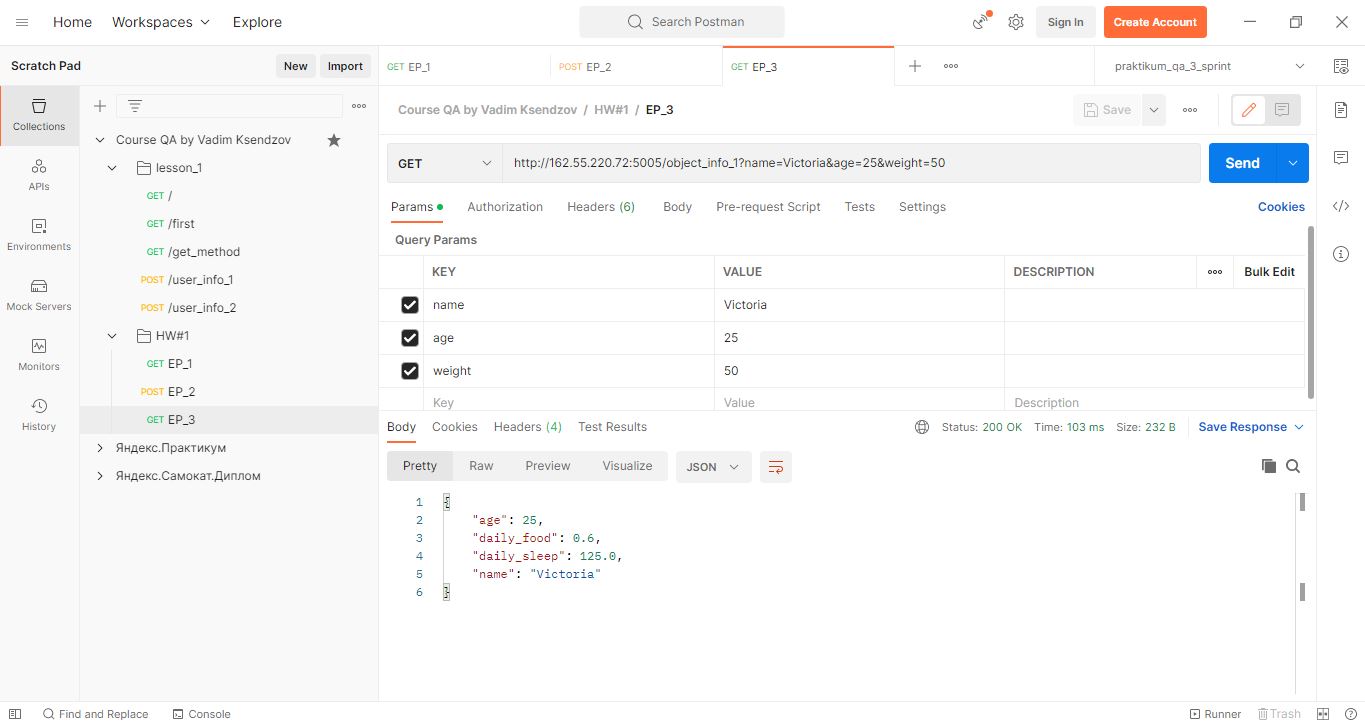 Home Workspaces Explore Search Postman Sign In Create Account
Scratch Pad New Import GET EP_1 POST EP_2 GET EP_3 praktikum_qa_3_sprint
Collections
APIs
Environments
Mock Servers
Monitors
History
Course QA by Vadim Ksendzov
lesson_1
GET /
GET /first
GET /get_method
POST /user_info_1
POST /user_info_2
HW#1
GET EP_1
POST EP_2
GET EP_3
Яндекс.Практикум
Яндекс.Самокат.Диплом
Course QA by Vadim Ksendzov / HW#1 / EP_3 Save
GET http://162.55.220.72:5005/object_info_1?name=Victoria&age=25&weight=50 Send
Params Authorization Headers (6) Body Pre-request Script Tests Settings Cookies
Query Params
KEY VALUE DESCRIPTION Bulk Edit
name Victoria
age 25
weight 50
Key Value Description
Body Cookies Headers (4) Test Results Status: 200 OK Time: 103 ms Size: 232 B Save Response
Pretty Raw Preview Visualize JSON
1 {
2 "age": 25,
3 "daily_food": 0.6,
4 "daily_sleep": 125.0,
5 "name": "Victoria"
6 }
Find and Replace Console Runner Trash